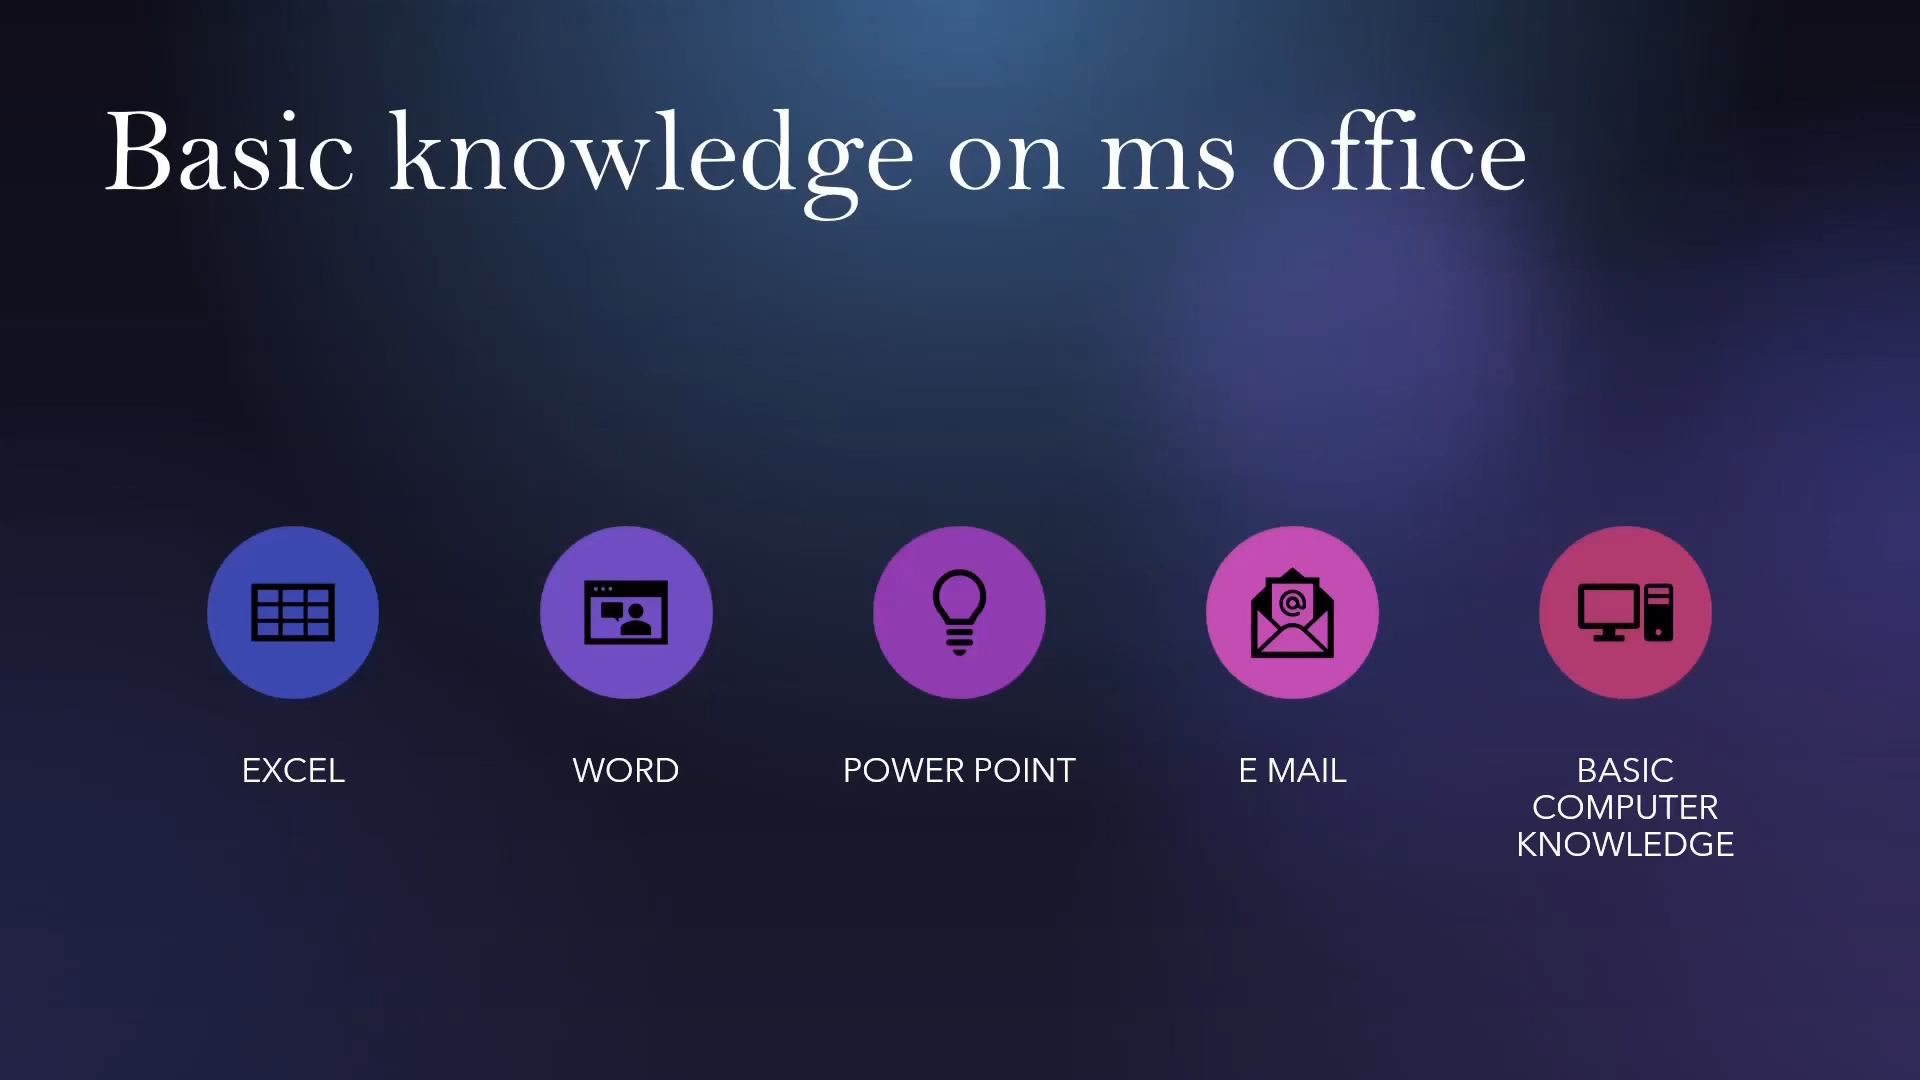 Basic knowledge on ms office
EXCEL
WORD
POWER POINT
E MAIL
BASIC
COMPUTER
KNOWLEDGE